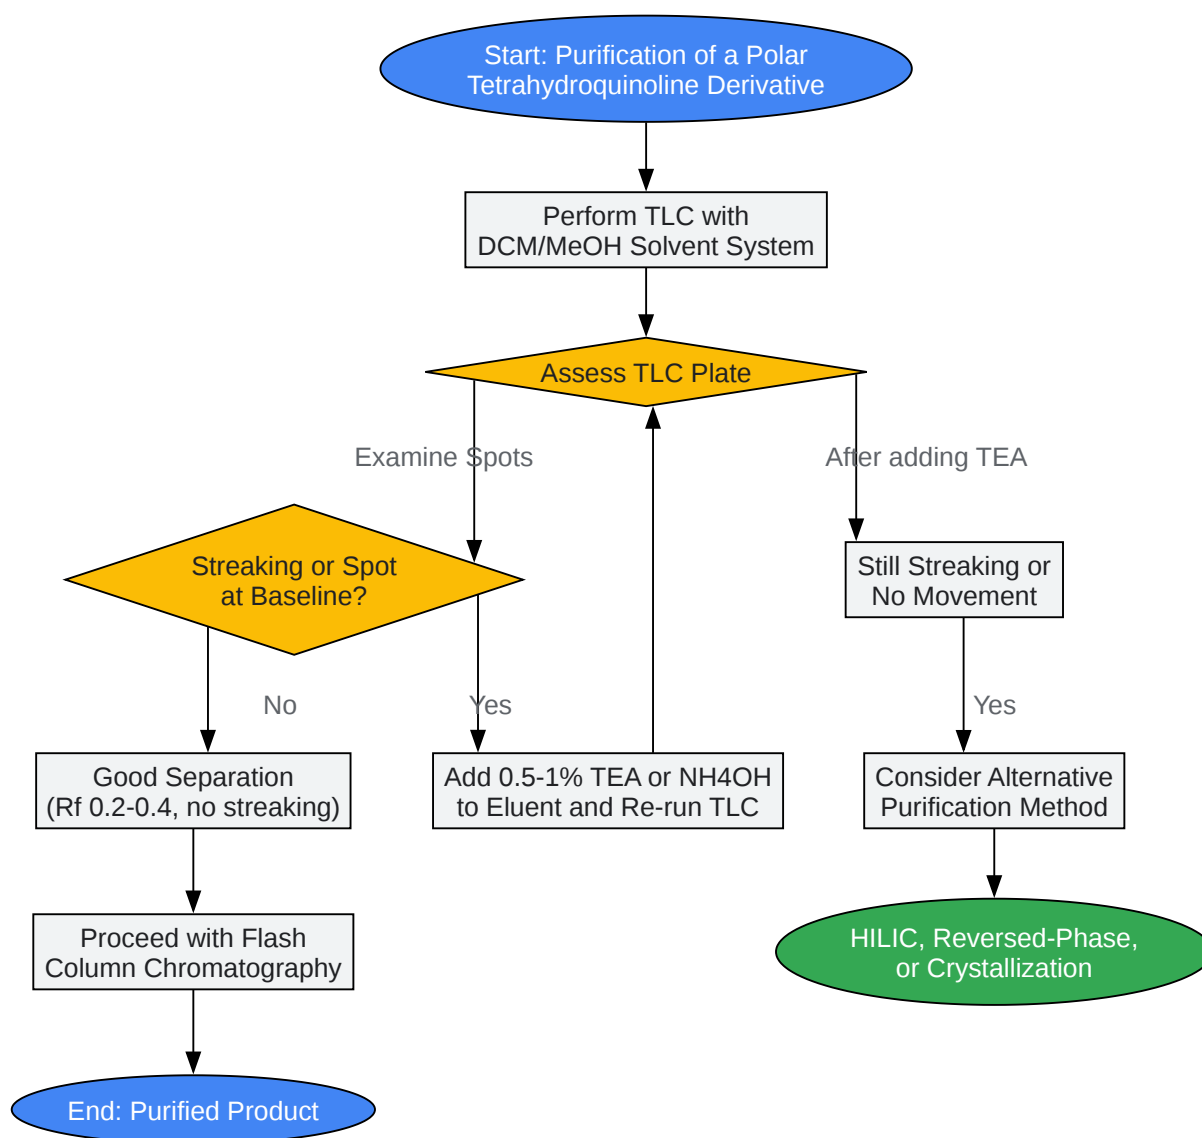 Start: Purification of a Polar
Tetrahydroquinoline Derivative
Perform TLC with
DCM/MeOH Solvent System
Assess TLC Plate
Examine Spots
After adding TEA
Streaking or Spot
at Baseline?
Still Streaking or
No Movement
No
Yes
Yes
Good Separation
(Rf 0.2-0.4, no streaking)
Add 0.5-1% TEA or NH4OH
to Eluent and Re-run TLC
Consider Alternative
Purification Method
Proceed with Flash
Column Chromatography
HILIC, Reversed-Phase,
or Crystallization
End: Purified Product